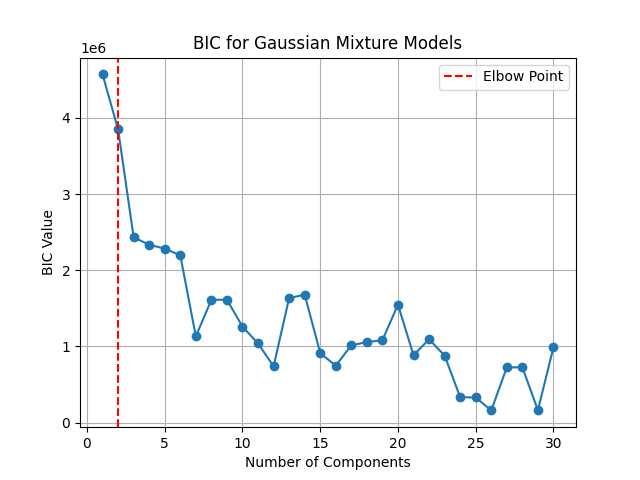 BIC for Gaussian Mixture Models
1e6
Elbow Point
4
3
2
1
0
BIC Value
0 5 10 15 20 25 30
Number of Components